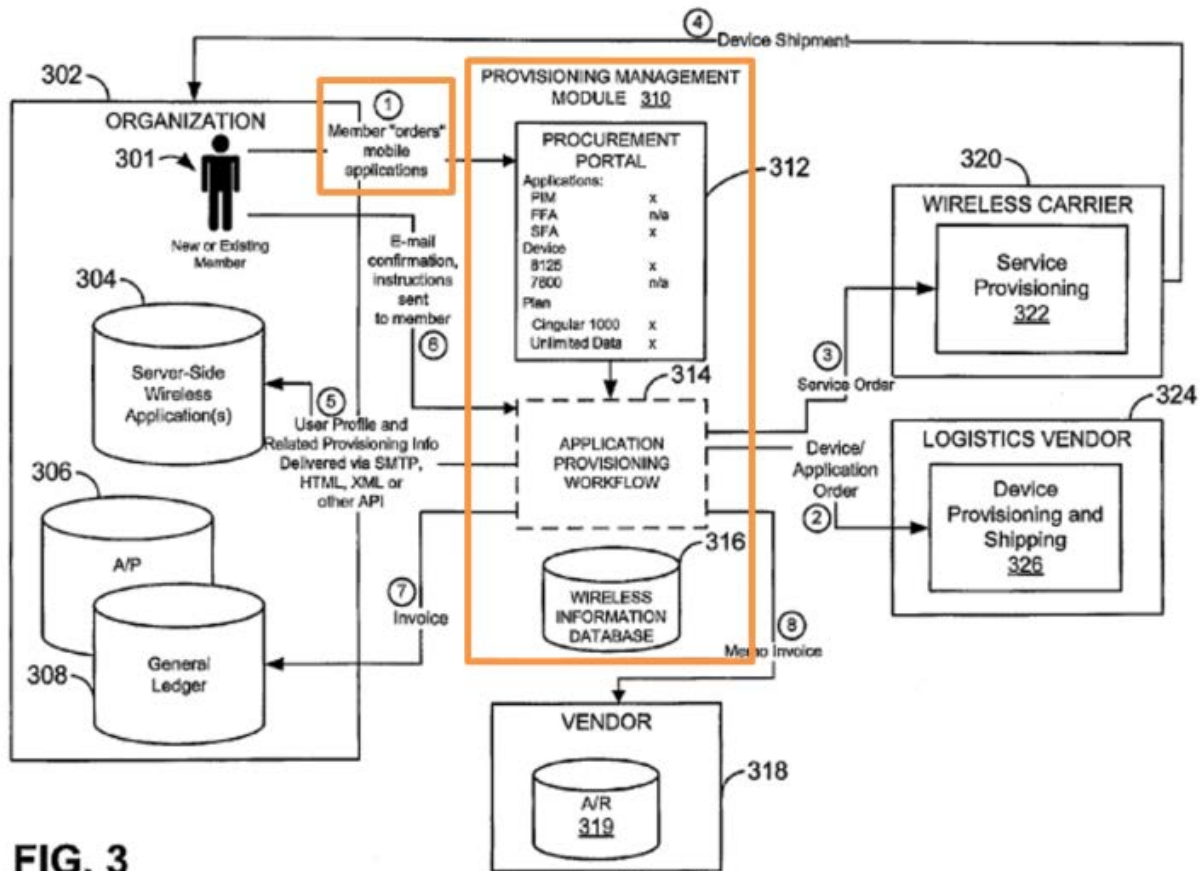 4
Device Shipment
302
ORGANIZATION
301
New or Existing
Member
1
Member "orders"
mobile
applications
PROVISIONING MANAGEMENT
MODULE 310
PROCUREMENT
PORTAL
Applications:
PIM x
FFA n/a
SFA x
Device
8125 x
7600 n/a
Plan
Cingular 1000 x
Unlimited Data x
312
320
WIRELESS CARRIER
Service
Provisioning
322
E-mail
confirmation,
instructions
sent
to member
6
304
Server-Side
Wireless
Application(s)
5
User Profile and
Related Provisioning Info
Delivered via SMTP,
HTML, XML or
other API
314
APPLICATION
PROVISIONING
WORKFLOW
3
Service Order
Device/
Application
Order
2
324
LOGISTICS VENDOR
Device
Provisioning and
Shipping
326
306
A/P
308
General
Ledger
7
Invoice
316
WIRELESS
INFORMATION
DATABASE
8
Memo Invoice
VENDOR
A/R
319
318
FIG. 3